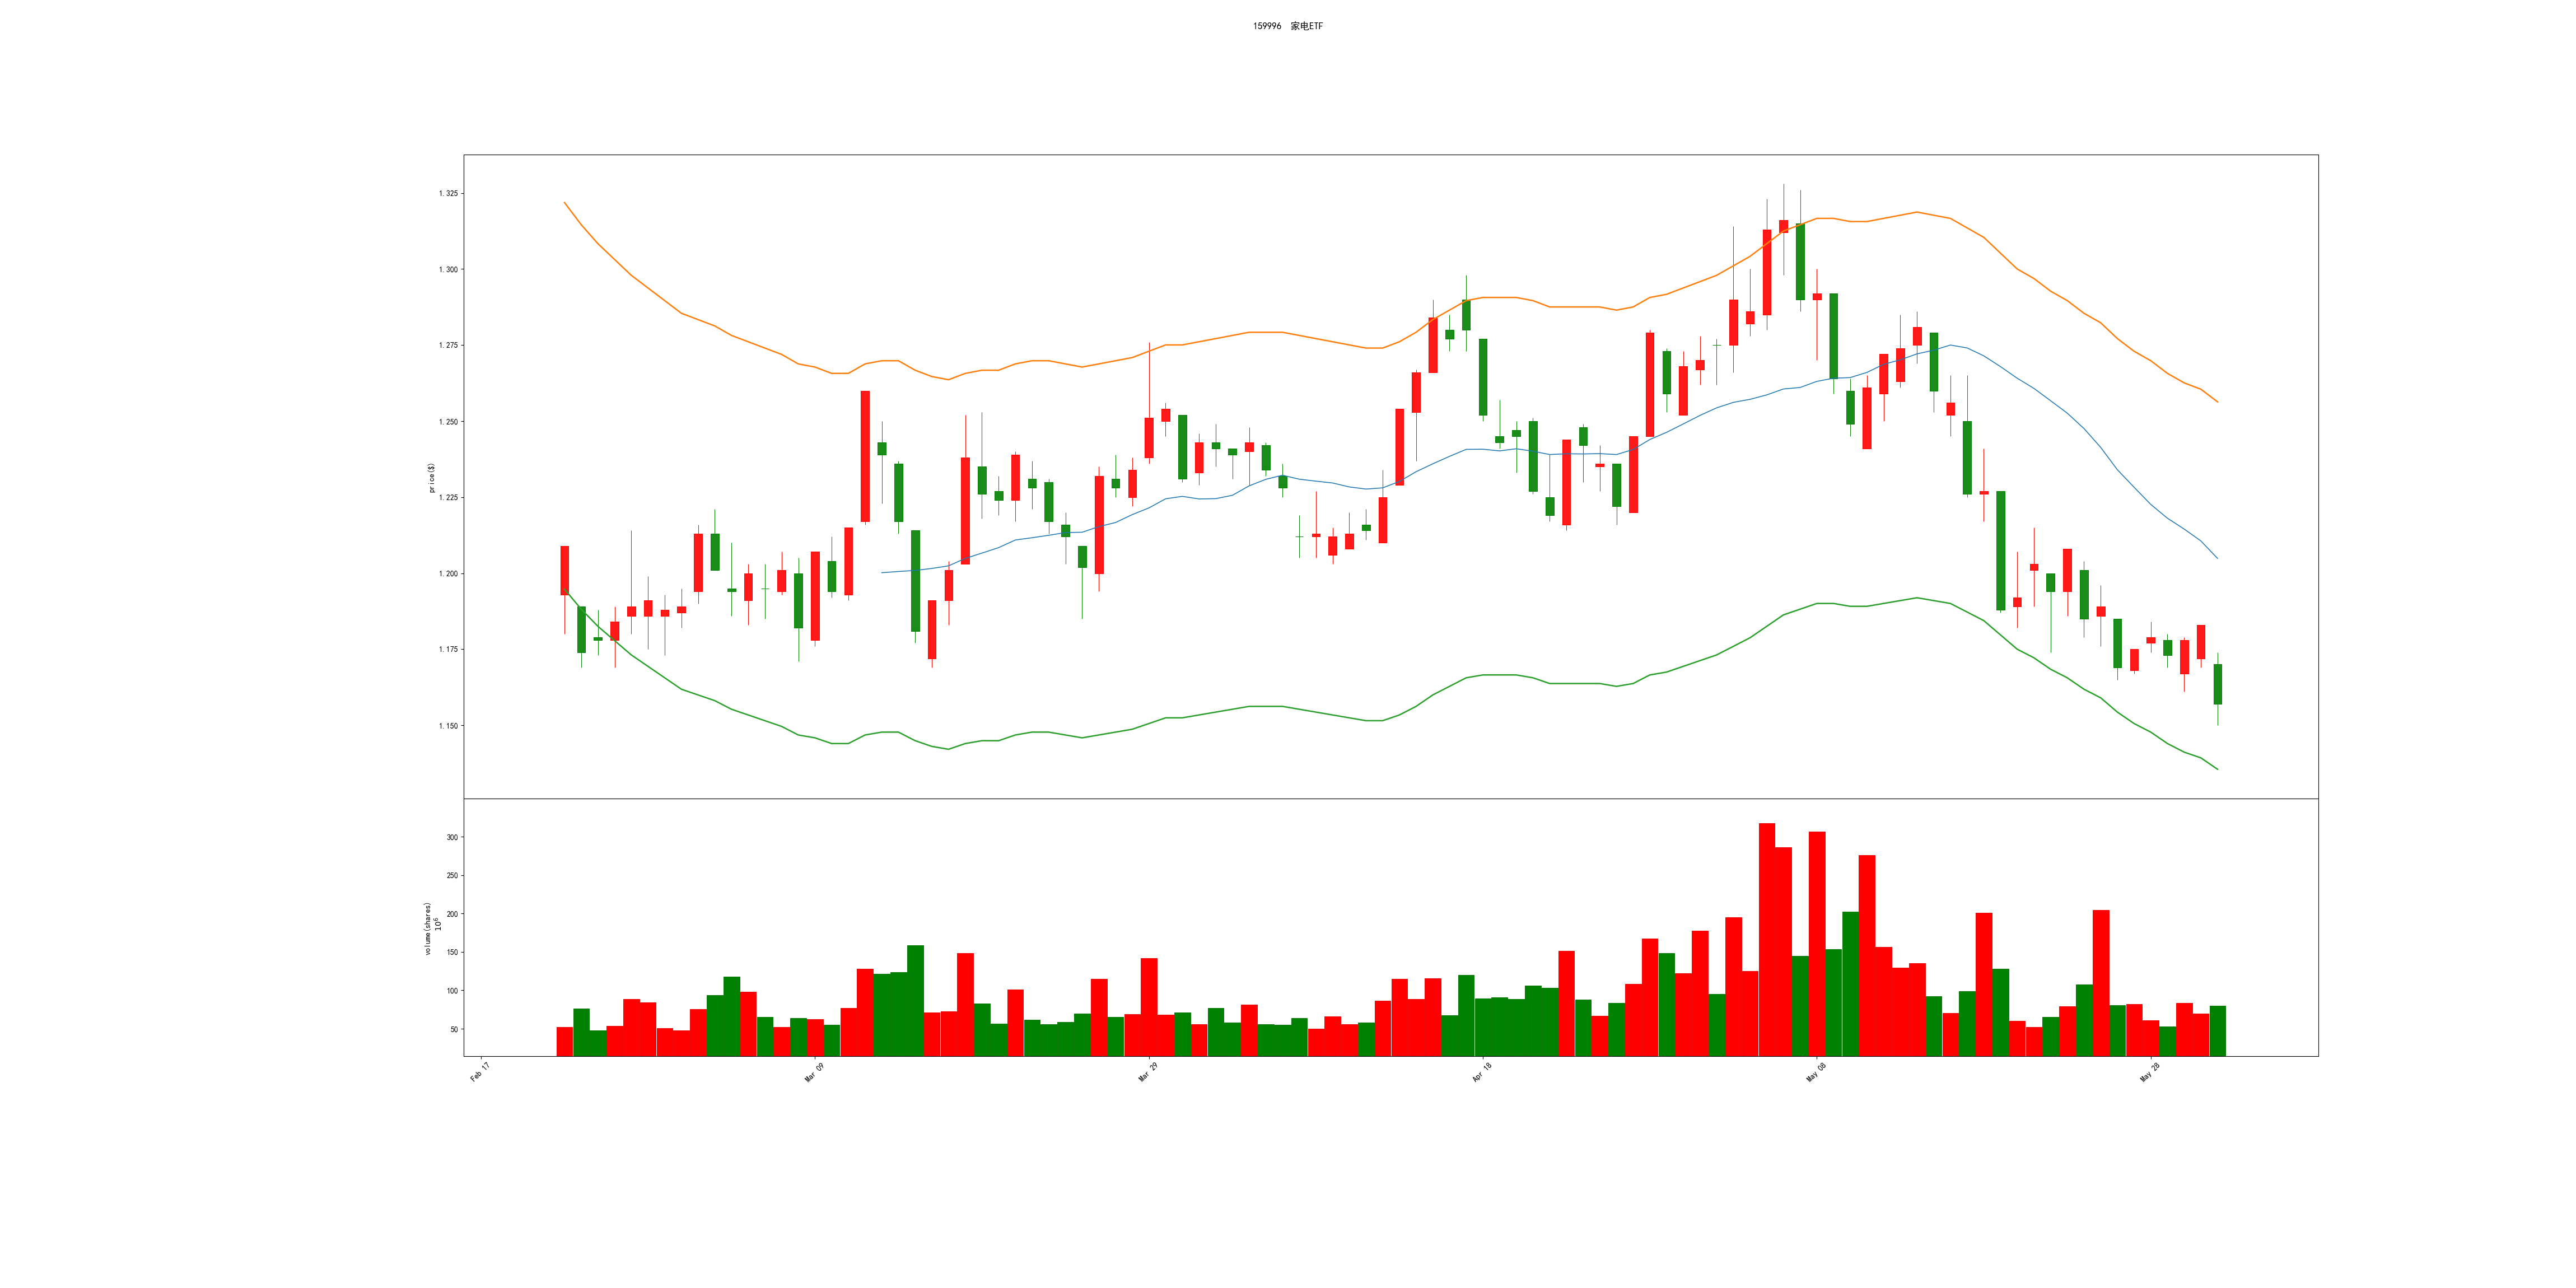 159996 家电ETF
price($)
1.325
1.300
1.275
1.250
1.225
1.200
1.175
1.150
volume(shares)
10^6
300
250
200
150
100
50
Feb 17
Mar 09
Mar 29
Apr 18
May 08
May 28